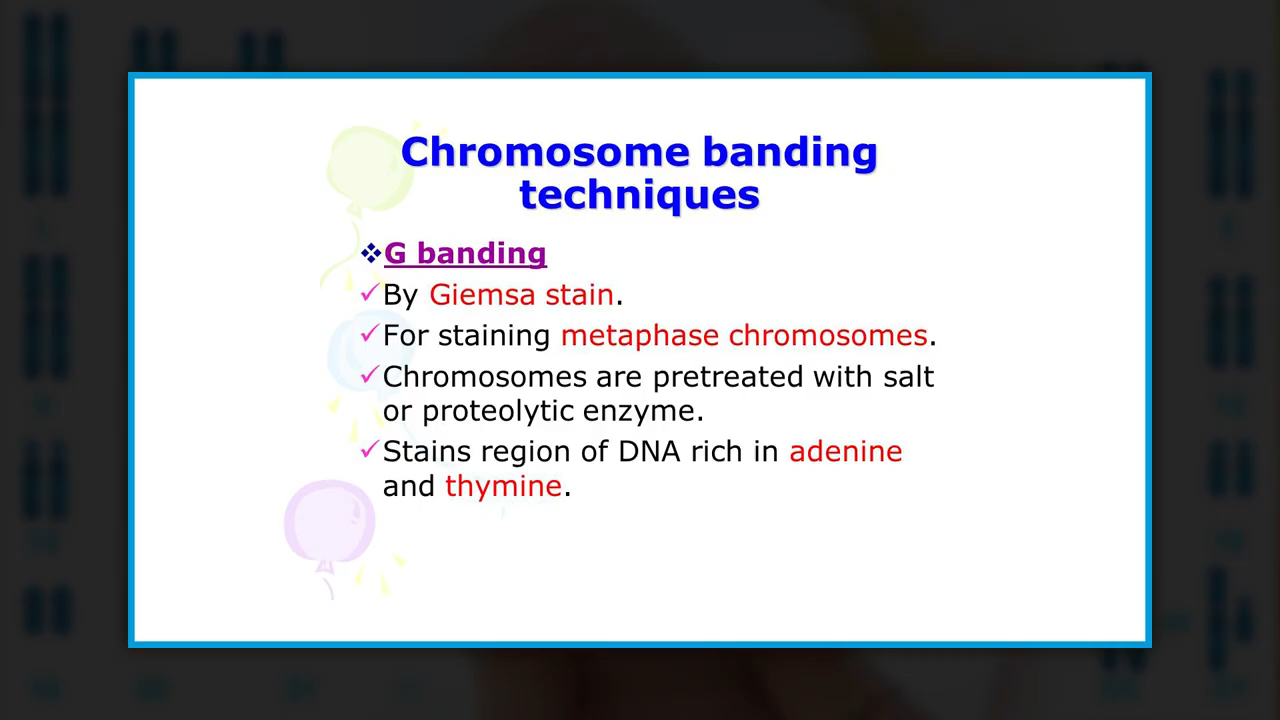 Chromosome banding
techniques
❖G banding
✓By Giemsa stain.
✓For staining metaphase chromosomes.
✓Chromosomes are pretreated with salt
or proteolytic enzyme.
✓Stains region of DNA rich in adenine
and thymine.